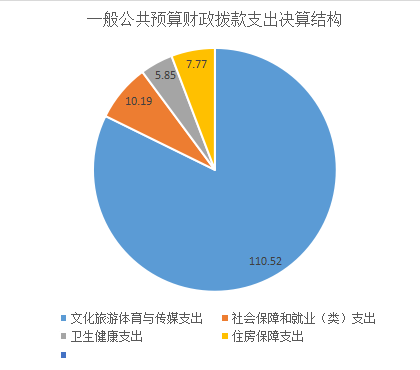 一般公共预算财政拨款支出决算结构
7.77
5.85
10.19
110.52
文化旅游体育与传媒支出 社会保障和就业（类）支出
卫生健康支出 住房保障支出